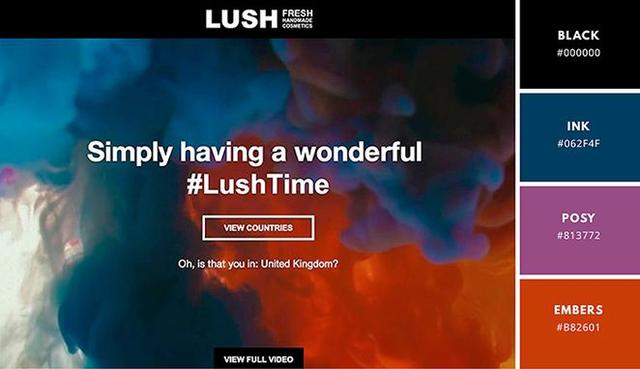 LUSH FRESH
HANDMADE
COSMETICS
Simply having a wonderful
#LushTime
VIEW COUNTRIES
Oh, is that you in: United Kingdom?
VIEW FULL VIDEO
BLACK
#000000
INK
#062F4F
POSY
#813772
EMBERS
#B82601